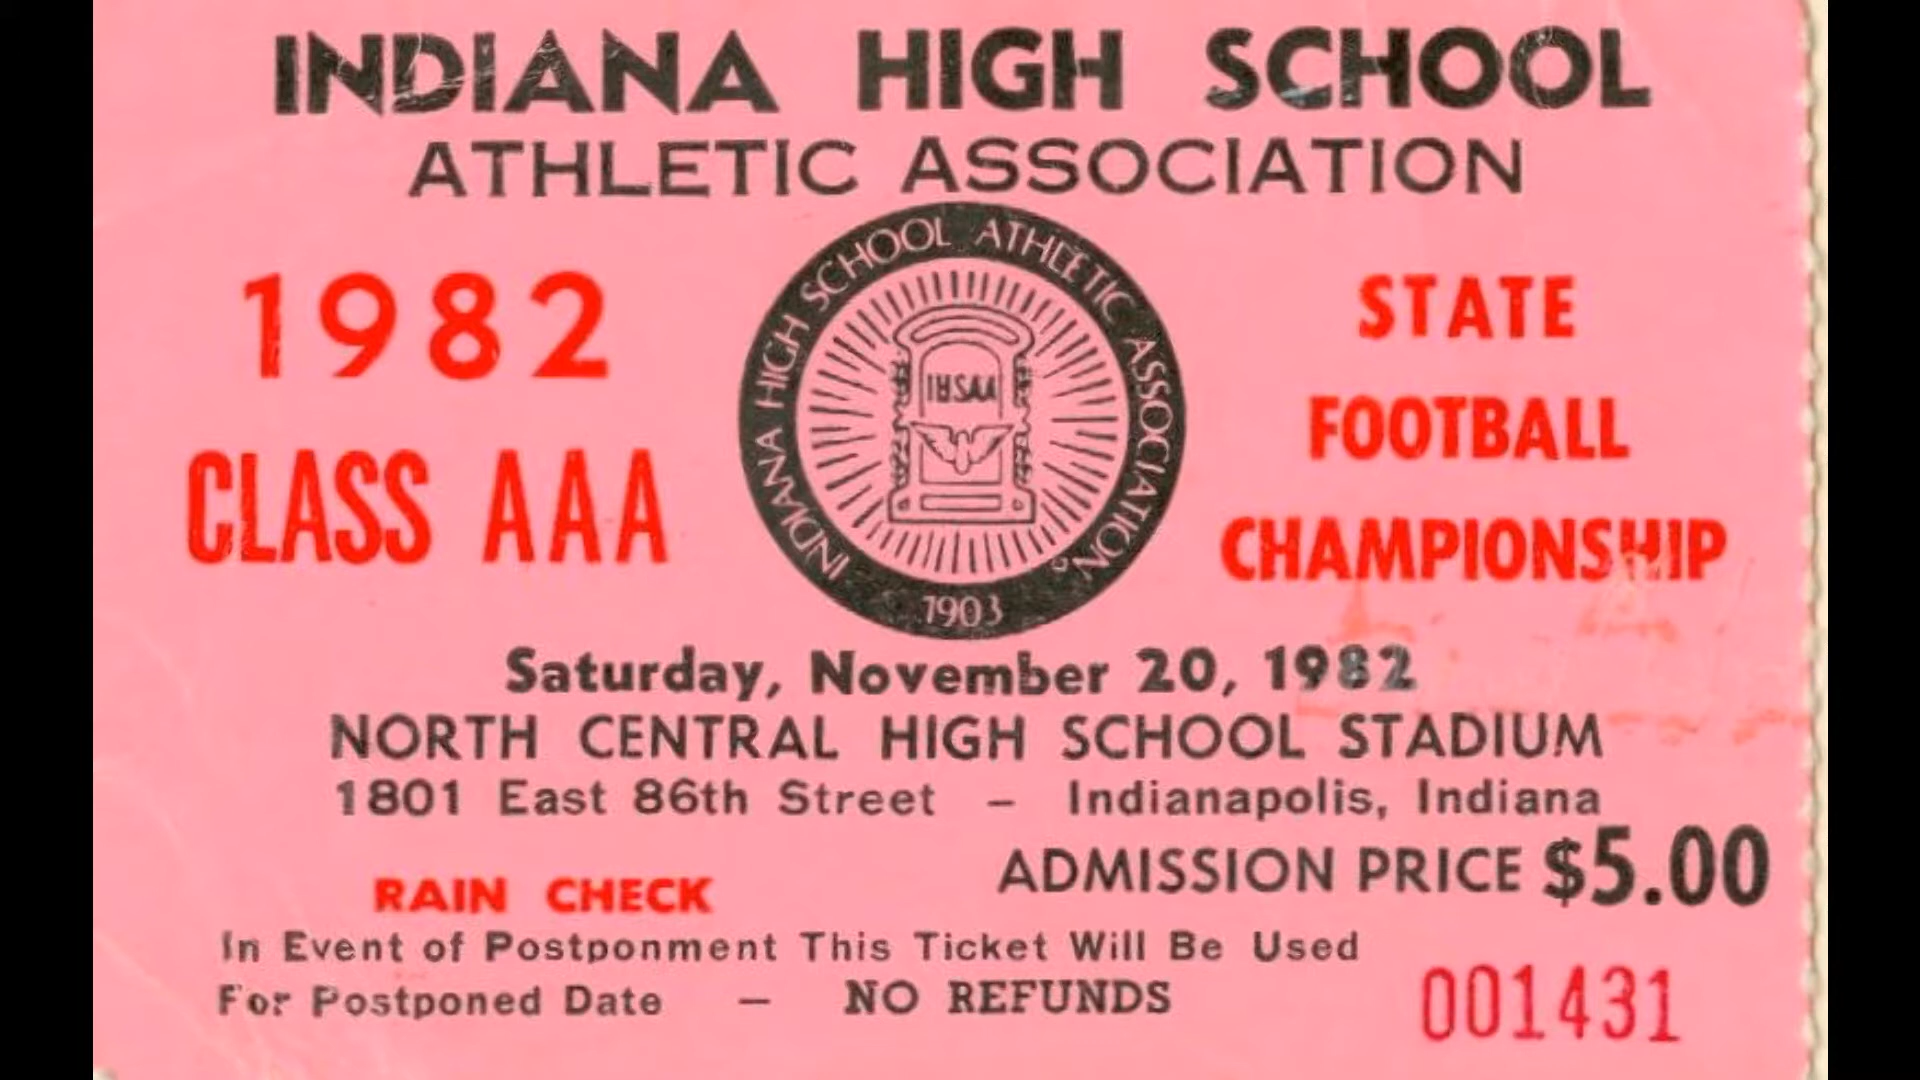 INDIANA HIGH SCHOOL
ATHLETIC ASSOCIATION
1982
CLASS AAA
INDIANA HIGH SCHOOL ATHLETIC ASSOCIATION
IHSAA
1903
STATE
FOOTBALL
CHAMPIONSHIP
Saturday, November 20, 1982
NORTH CENTRAL HIGH SCHOOL STADIUM
1801 East 86th Street – Indianapolis, Indiana
ADMISSION PRICE $5.00
RAIN CHECK
In Event of Postponment This Ticket Will Be Used
For Postponed Date – NO REFUNDS
001431